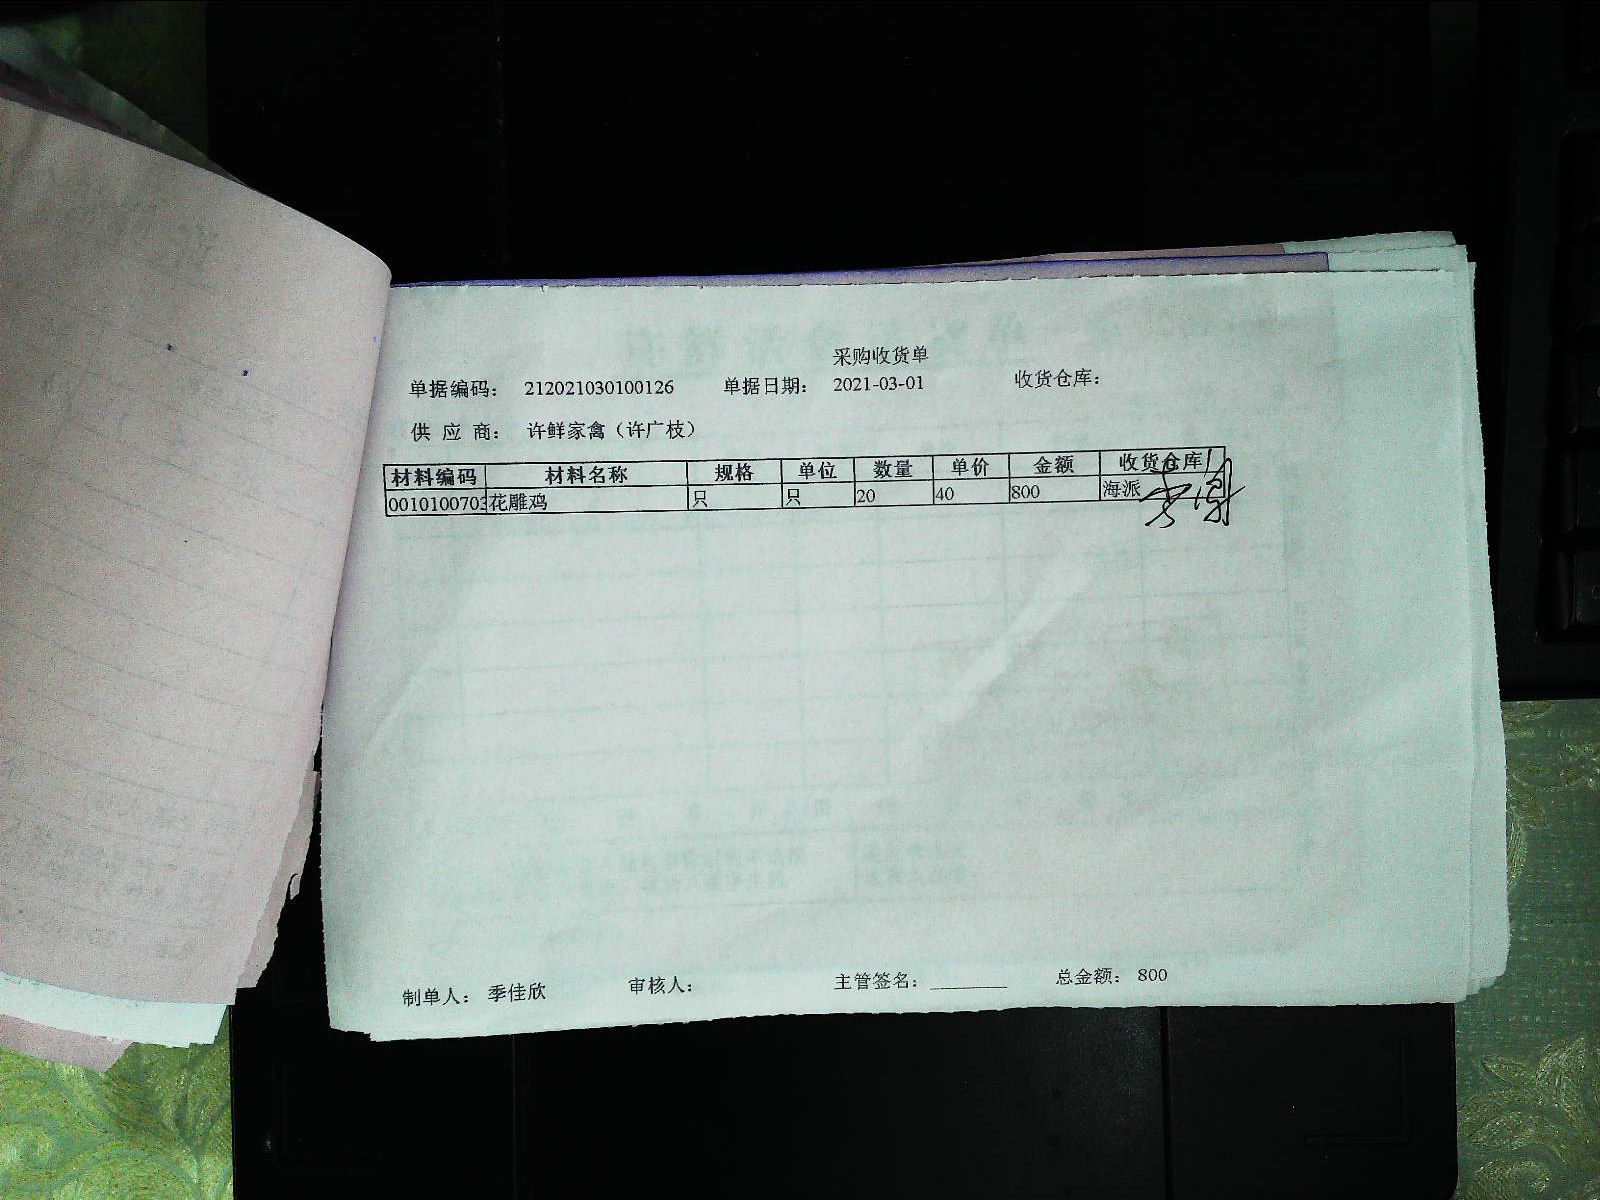 采购收货单
单据编码： 212021030100126 单据日期： 2021-03-01 收货仓库：
供 应 商： 许鲜家禽（许广枝）
材料编码 材料名称 规格 单位 数量 单价 金额 收货仓库
0010100703 花雕鸡 只 只 20 40 800 海派
制单人： 季佳欣 审核人： 主管签名：________ 总金额： 800